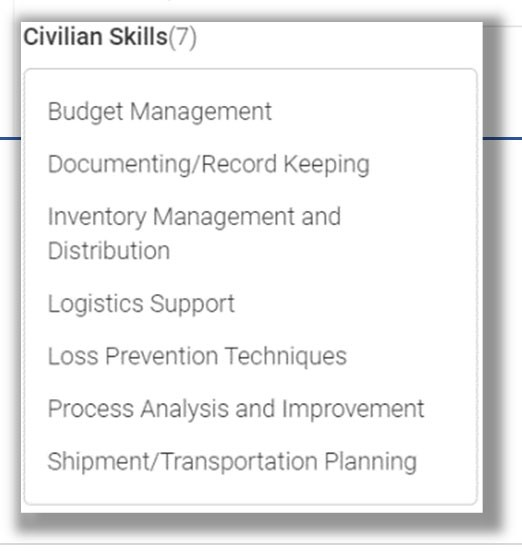 Civilian Skills(7)
Budget Management
Documenting/Record Keeping
Inventory Management and
Distribution
Logistics Support
Loss Prevention Techniques
Process Analysis and Improvement
Shipment/Transportation Planning